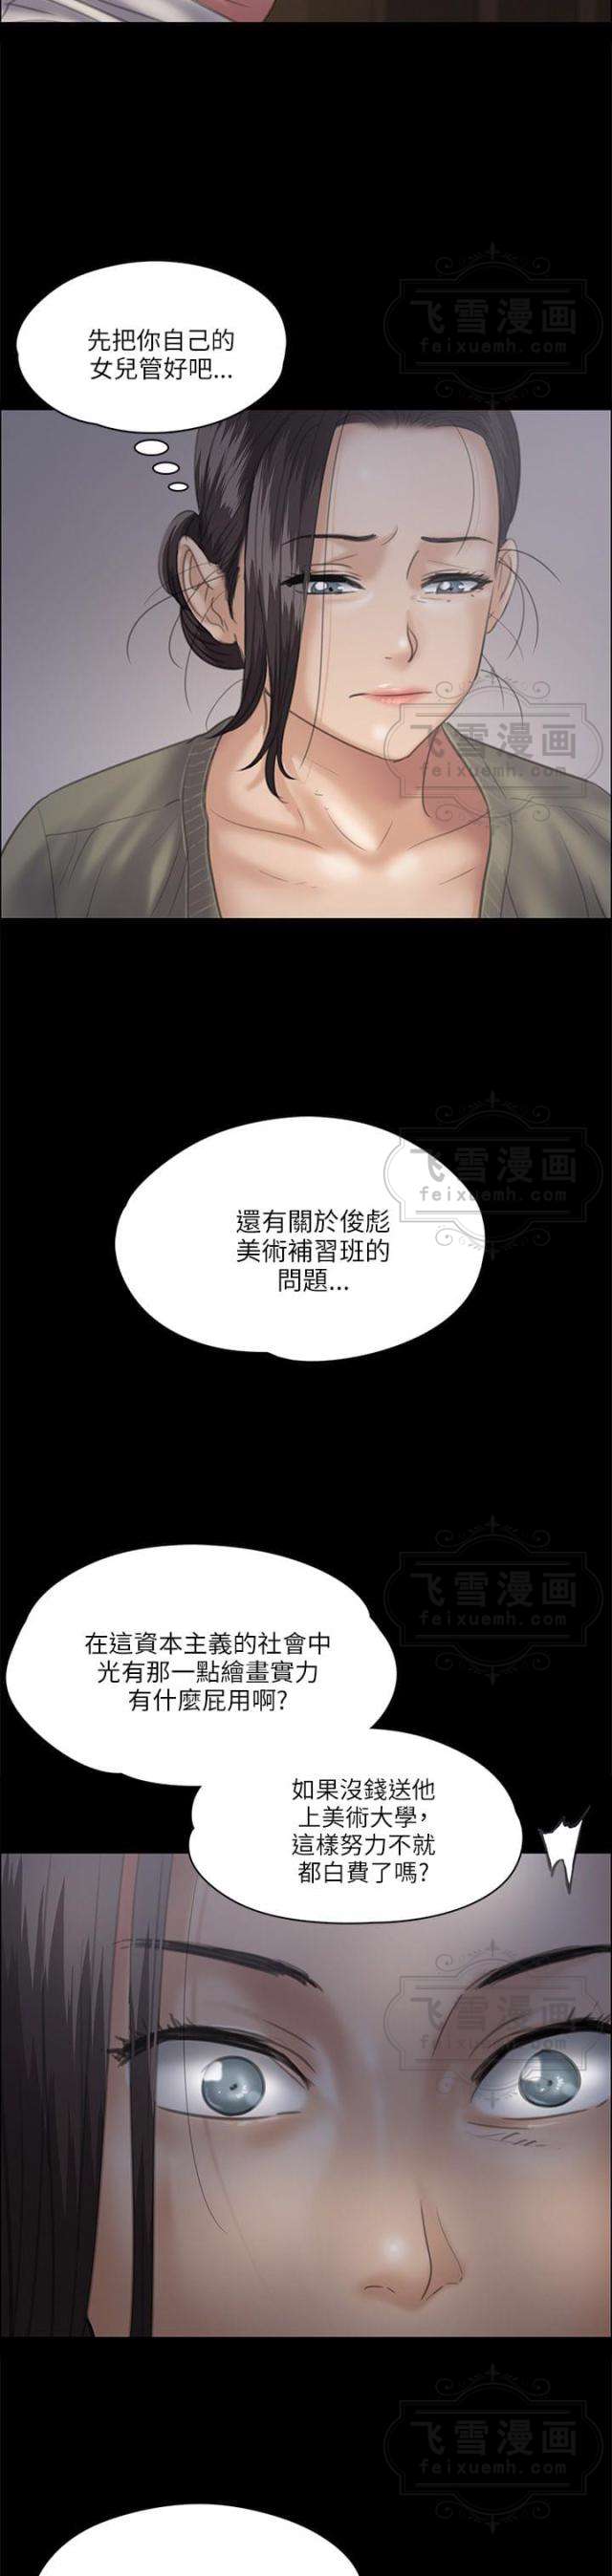 飞雪漫画
feixuemh.com
先把你自己的
女兒管好吧...
飞雪漫画
feixuemh.com
飞雪漫画
feixuemh.com
還有關於俊彪
美術補習班的
問題...
飞雪漫画
feixuemh.com
在這資本主義的社會中
光有那一點繪畫實力
有什麼屁用啊?
如果沒錢送他
上美術大學,
這樣努力不就
都白費了嗎?
飞雪漫画
feixuemh.com
飞雪漫画
feixuemh.com